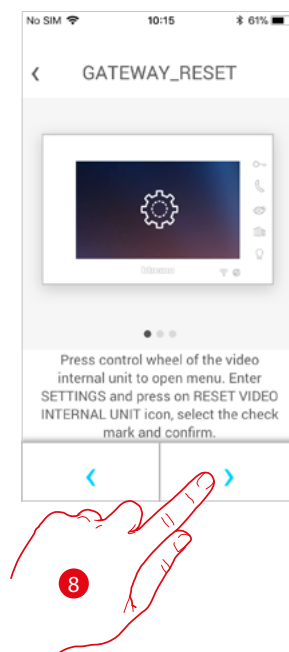 No SIM 10:15 61%
GATEWAY_RESET
bticino
Press control wheel of the video
internal unit to open menu. Enter
SETTINGS and press on RESET VIDEO
INTERNAL UNIT icon, select the check
mark and confirm.
8